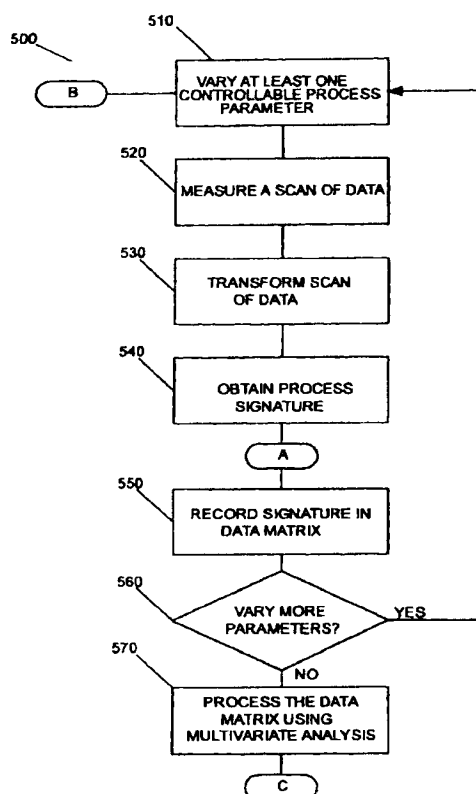 500
510
B
VARY AT LEAST ONE
CONTROLLABLE PROCESS
PARAMETER
520
MEASURE A SCAN OF DATA
530
TRANSFORM SCAN
OF DATA
540
OBTAIN PROCESS
SIGNATURE
A
550
RECORD SIGNATURE IN
DATA MATRIX
560
VARY MORE
PARAMETERS?
YES
NO
570
PROCESS THE DATA
MATRIX USING
MULTIVARIATE ANALYSIS
C